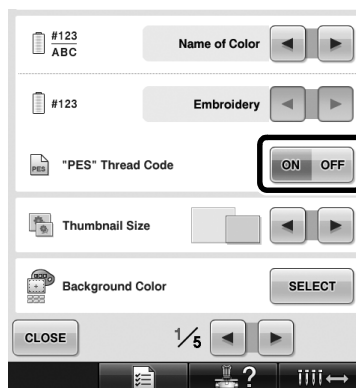 #123
ABC
Name of Color
#123
Embroidery
PES
"PES" Thread Code
ON OFF
Thumbnail Size
Background Color
SELECT
CLOSE
1/5
?